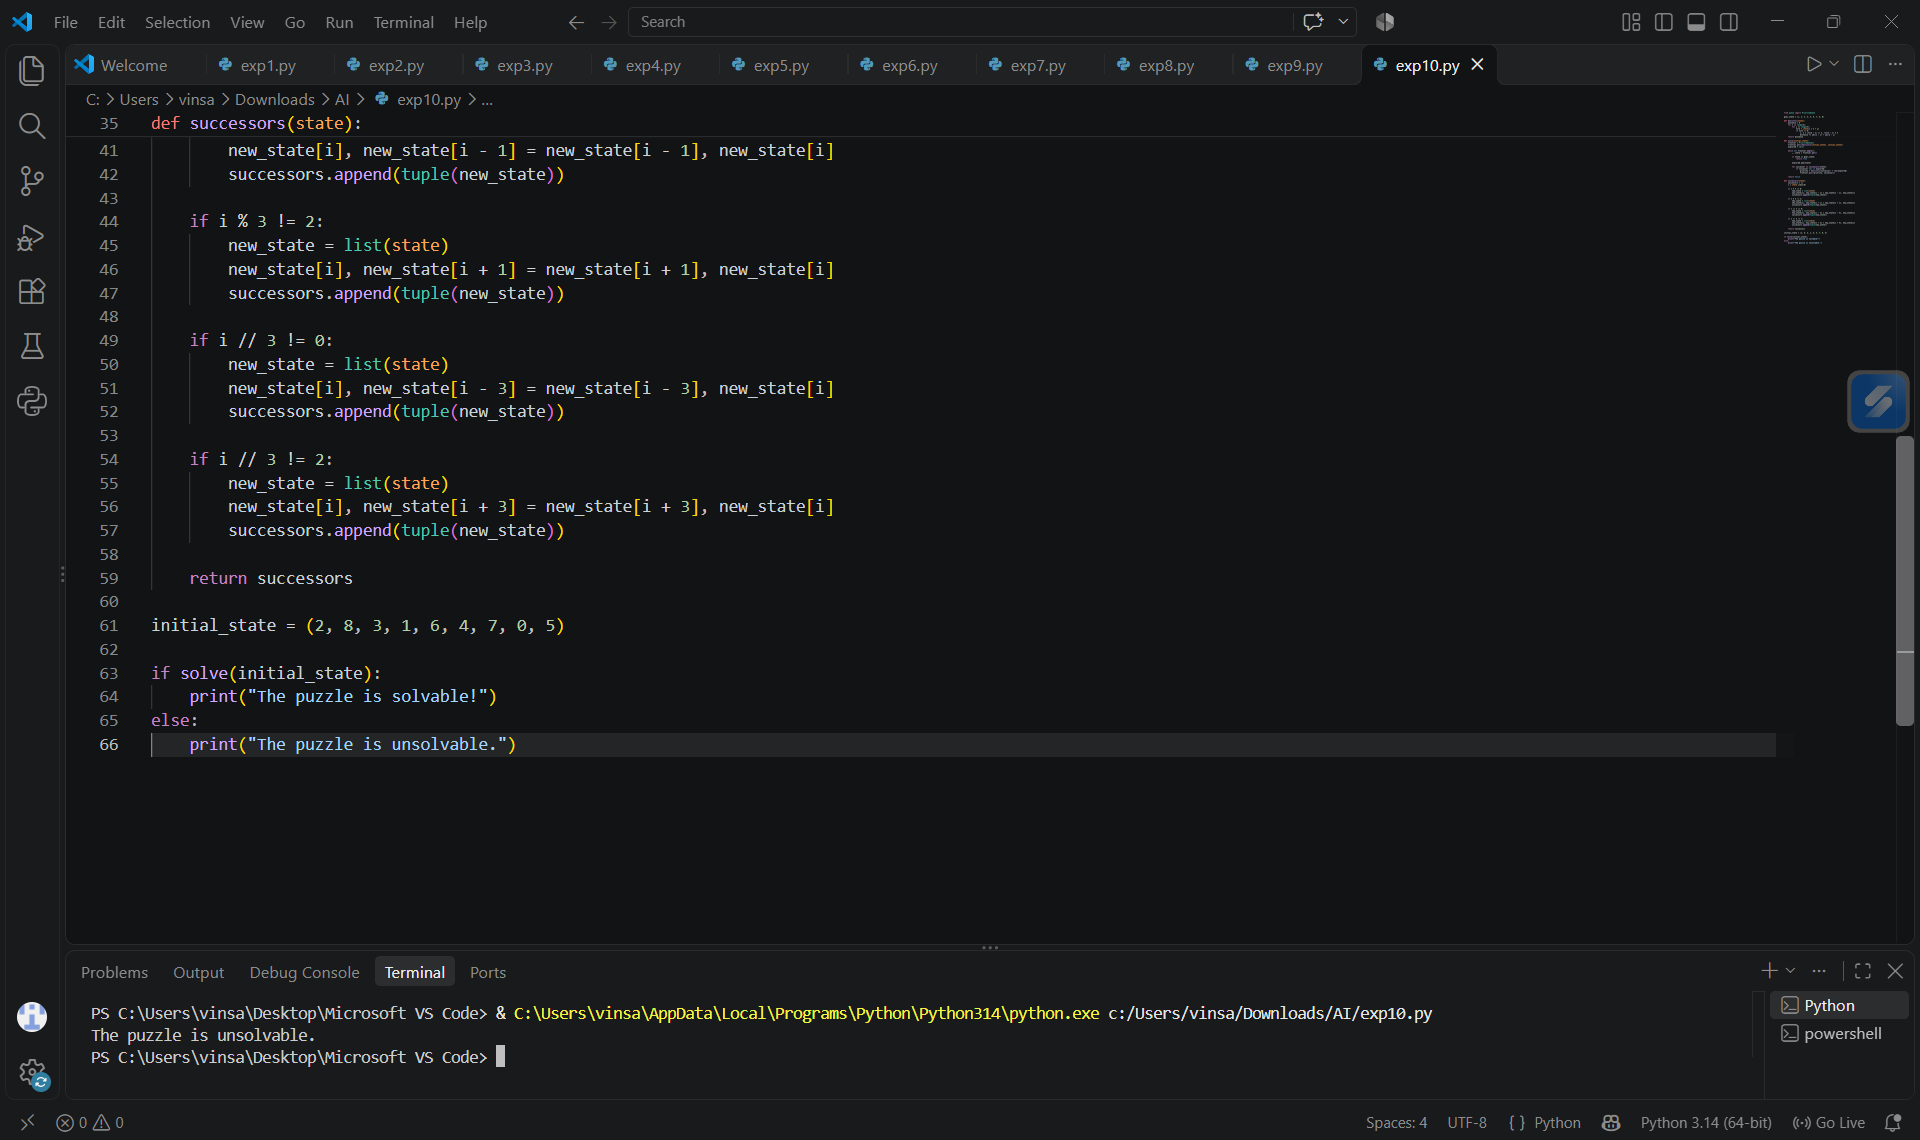 File Edit Selection View Go Run Terminal Help Search
Welcome exp1.py exp2.py exp3.py exp4.py exp5.py exp6.py exp7.py exp8.py exp9.py exp10.py
C: > Users > vinsa > Downloads > AI > exp10.py > ...
35 def successors(state):
41 new_state[i], new_state[i - 1] = new_state[i - 1], new_state[i]
42 successors.append(tuple(new_state))
43
44 if i % 3 != 2:
45 new_state = list(state)
46 new_state[i], new_state[i + 1] = new_state[i + 1], new_state[i]
47 successors.append(tuple(new_state))
48
49 if i // 3 != 0:
50 new_state = list(state)
51 new_state[i], new_state[i - 3] = new_state[i - 3], new_state[i]
52 successors.append(tuple(new_state))
53
54 if i // 3 != 2:
55 new_state = list(state)
56 new_state[i], new_state[i + 3] = new_state[i + 3], new_state[i]
57 successors.append(tuple(new_state))
58
59 return successors
60
61 initial_state = (2, 8, 3, 1, 6, 4, 7, 0, 5)
62
63 if solve(initial_state):
64 print("The puzzle is solvable!")
65 else:
66 print("The puzzle is unsolvable.")
Problems Output Debug Console Terminal Ports
PS C:\Users\vinsa\Desktop\Microsoft VS Code> & C:\Users\vinsa\AppData\Local\Programs\Python\Python314\python.exe c:/Users/vinsa/Downloads/AI/exp10.py
The puzzle is unsolvable.
PS C:\Users\vinsa\Desktop\Microsoft VS Code>
Python
powershell
0 0 Spaces: 4 UTF-8 { } Python Python 3.14 (64-bit) Go Live